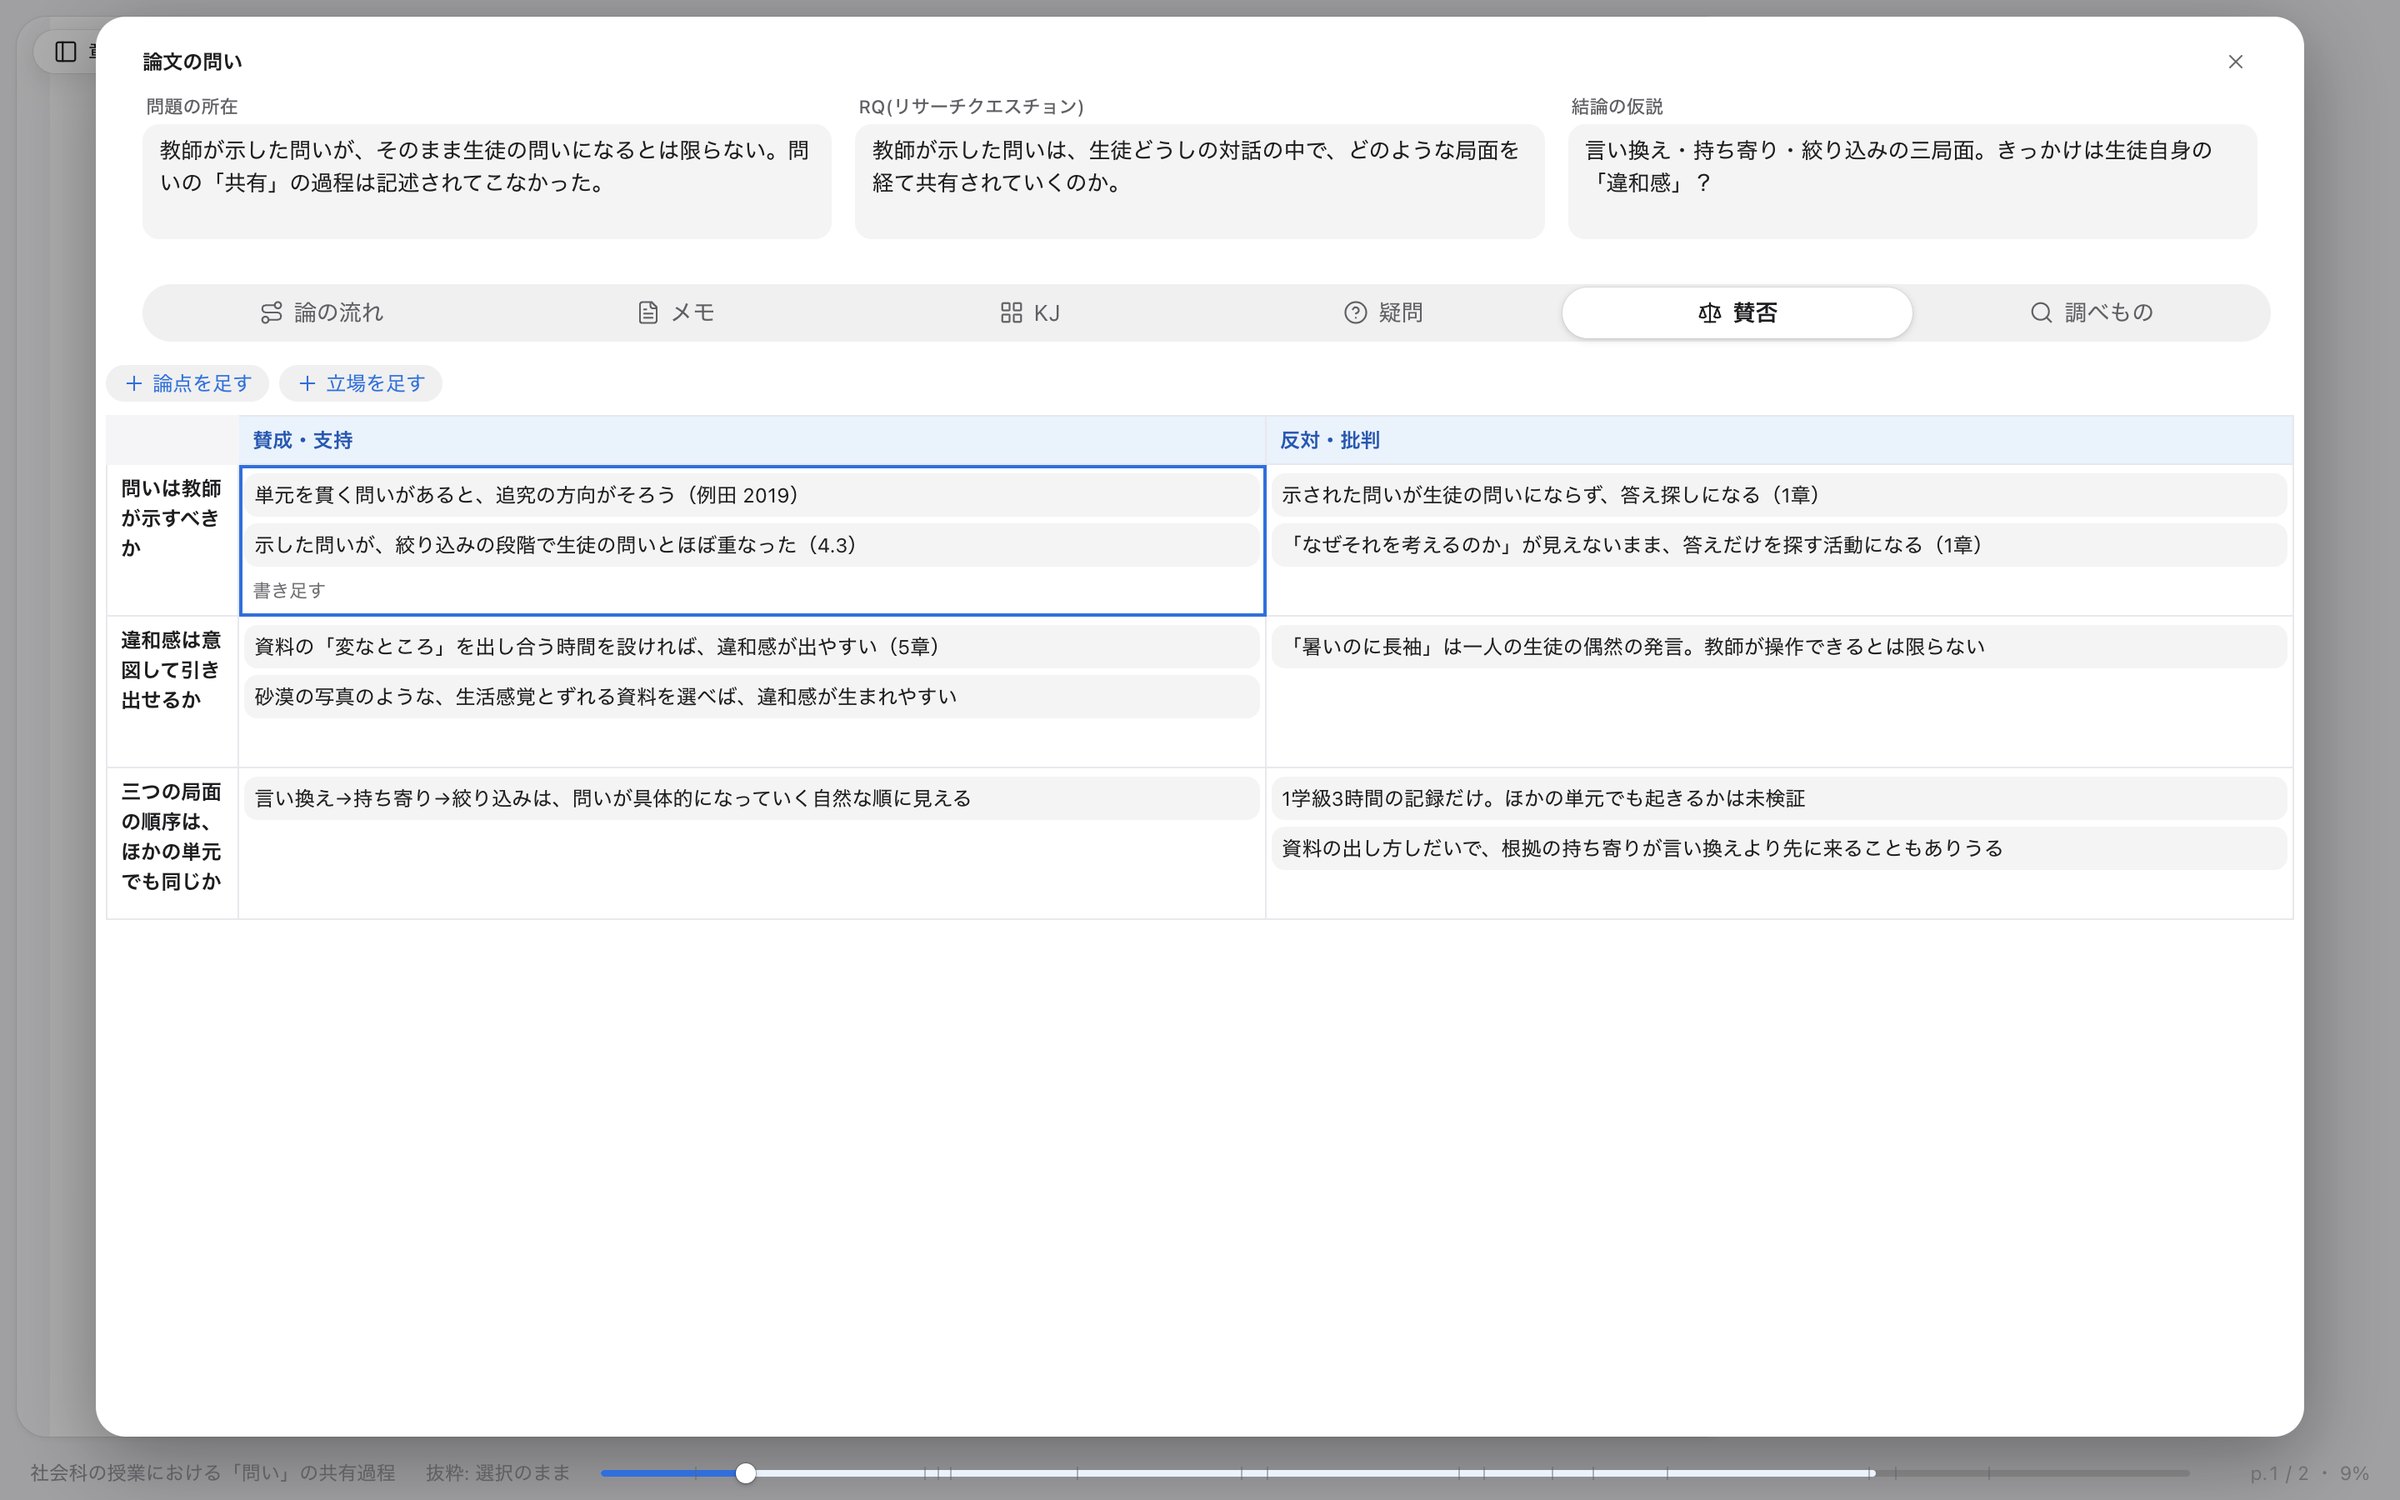 論文の問い
問題の所在
教師が示した問いが、そのまま生徒の問いになるとは限らない。問
いの「共有」の過程は記述されてこなかった。
RQ(リサーチクエスチョン)
教師が示した問いは、生徒どうしの対話の中で、どのような局面を
経て共有されていくのか。
結論の仮説
言い換え・持ち寄り・絞り込みの三局面。きっかけは生徒自身の
「違和感」？
論の流れ
メモ
KJ
疑問
賛否
調べもの
＋ 論点を足す
＋ 立場を足す
賛成・支持
反対・批判
問いは教師
が示すべき
か
単元を貫く問いがあると、追究の方向がそろう（例田 2019）
示した問いが、絞り込みの段階で生徒の問いとほぼ重なった（4.3）
書き足す
示された問いが生徒の問いにならず、答え探しになる（1章）
「なぜそれを考えるのか」が見えないまま、答えだけを探す活動になる（1章）
違和感は意
図して引き
出せるか
資料の「変なところ」を出し合う時間を設ければ、違和感が出やすい（5章）
砂漠の写真のような、生活感覚とずれる資料を選べば、違和感が生まれやすい
「暑いのに長袖」は一人の生徒の偶然の発言。教師が操作できるとは限らない
三つの局面
の順序は、
ほかの単元
でも同じか
言い換え→持ち寄り→絞り込みは、問いが具体的になっていく自然な順に見える
1学級3時間の記録だけ。ほかの単元でも起きるかは未検証
資料の出し方しだいで、根拠の持ち寄りが言い換えより先に来ることもありうる
社会科の授業における「問い」の共有過程
抜粋: 選択のまま
p.1 / 2 ・ 9%